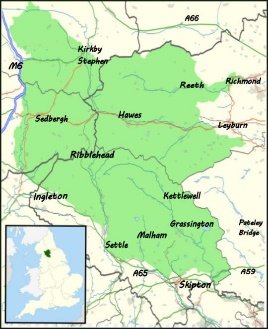 A66
Kirkby
Stephen
M6
Reeth
Richmond
Sedbergh
Hawes
Leyburn
Ribblehead
Ingleton
Kettlewell
Grassington
Pateley
Bridge
Malham
Settle
A65
A59
Skipton